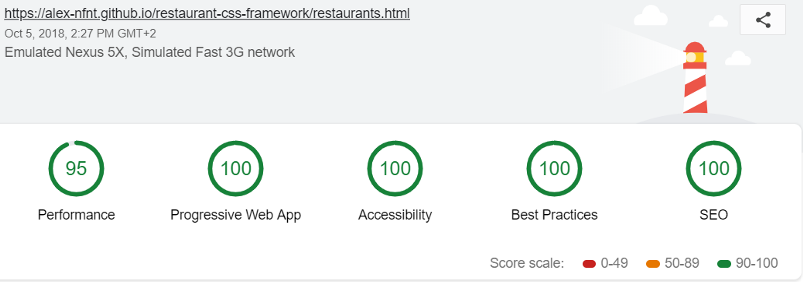 https://alex-nfnt.github.io/restaurant-css-framework/restaurants.html
Oct 5, 2018, 2:27 PM GMT+2
Emulated Nexus 5X, Simulated Fast 3G network
95 100 100 100 100
Performance Progressive Web App Accessibility Best Practices SEO
Score scale: 0-49 50-89 90-100